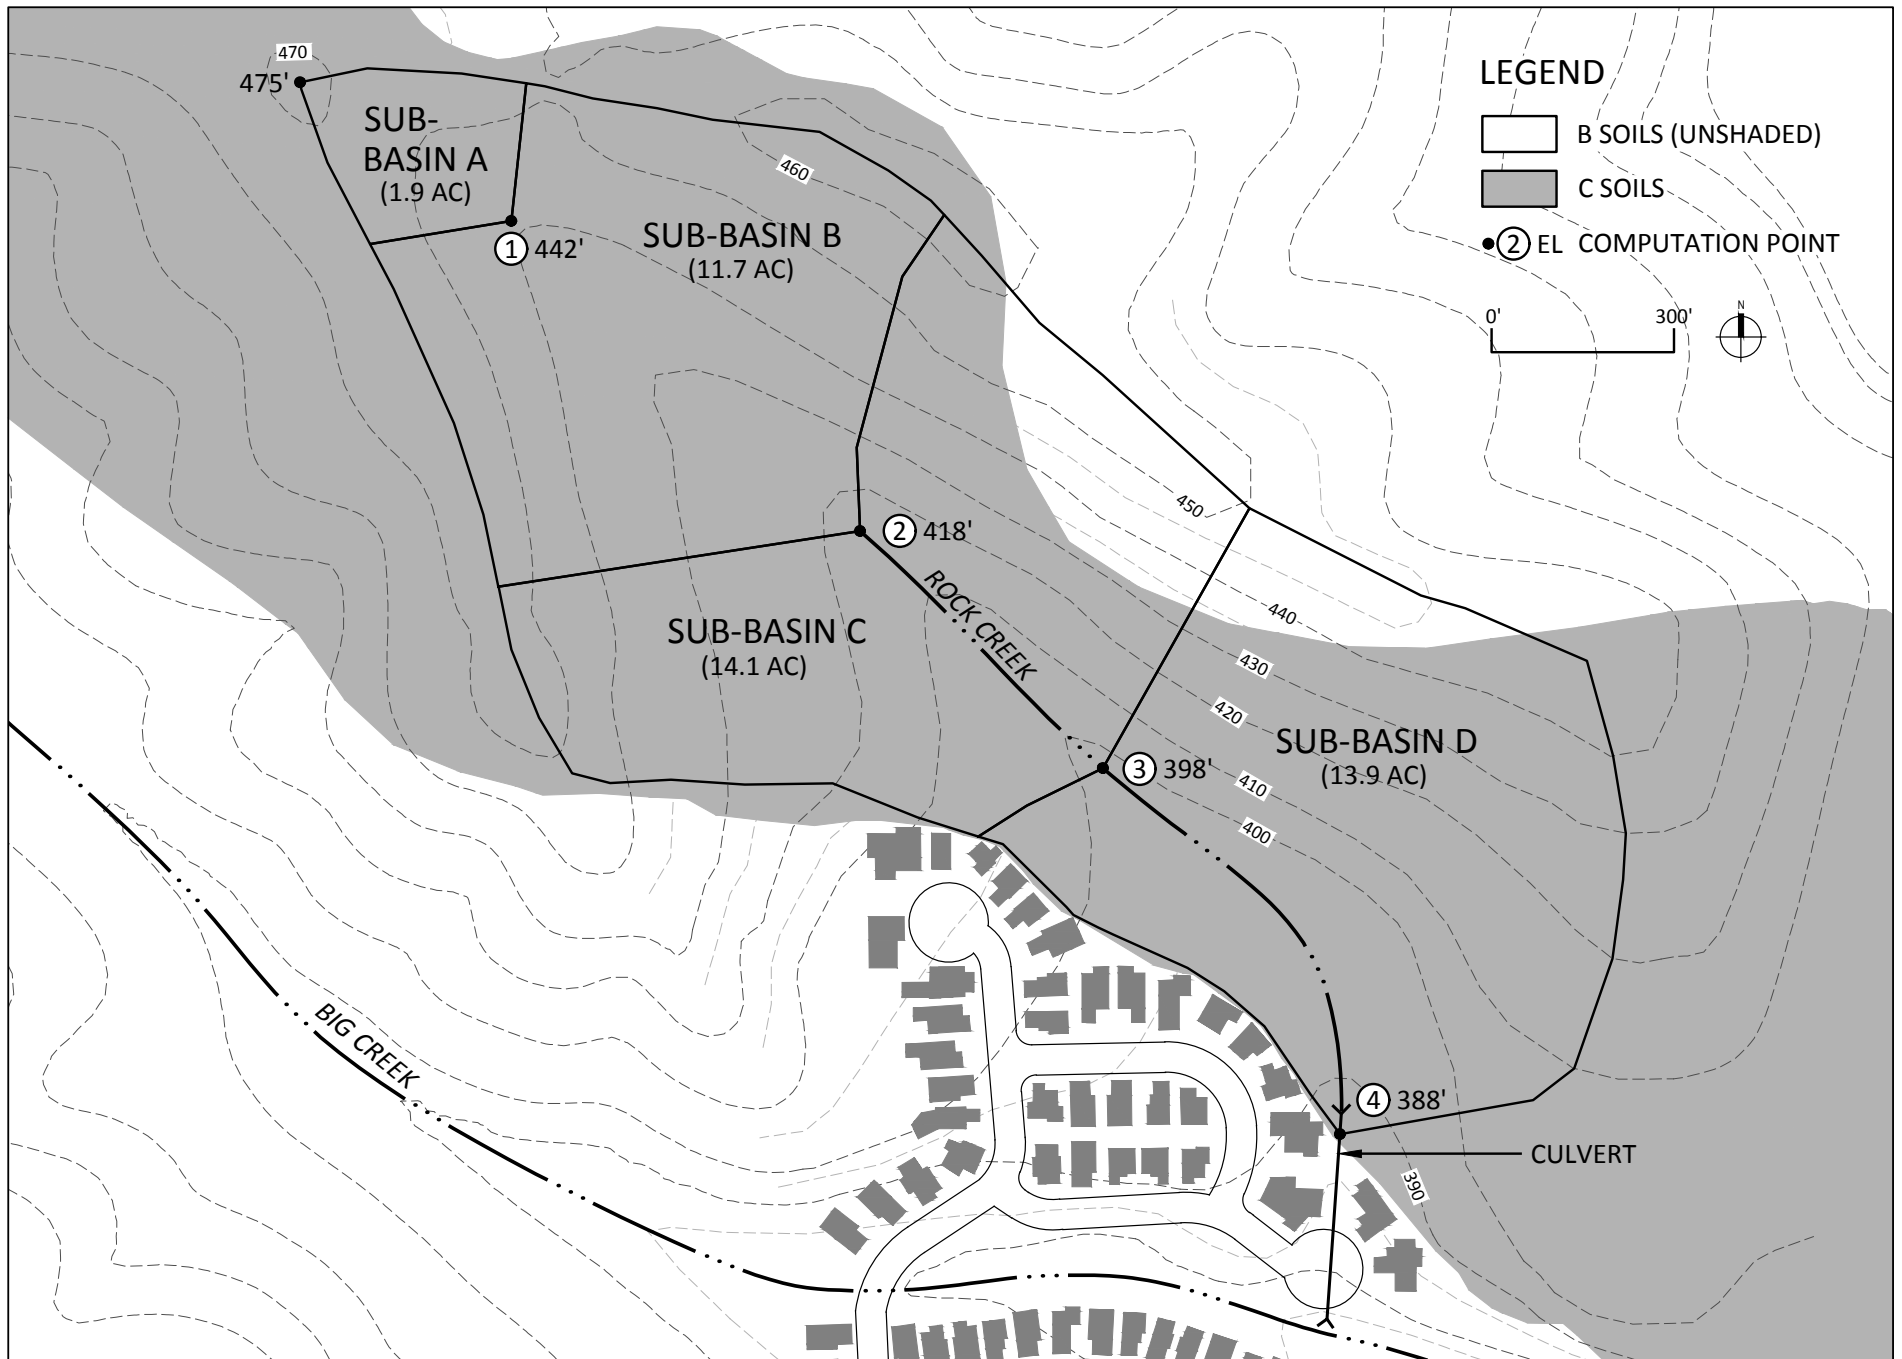 470
475'
SUB-
BASIN A
(1.9 AC)
1 442'
SUB-BASIN B
(11.7 AC)
460
LEGEND
B SOILS (UNSHADED)
C SOILS
2 EL COMPUTATION POINT
0' 300'
N
450
2 418'
ROCK CREEK
SUB-BASIN C
(14.1 AC)
440
430
420
SUB-BASIN D
(13.9 AC)
3 398'
410
400
BIG CREEK
4 388'
CULVERT
390